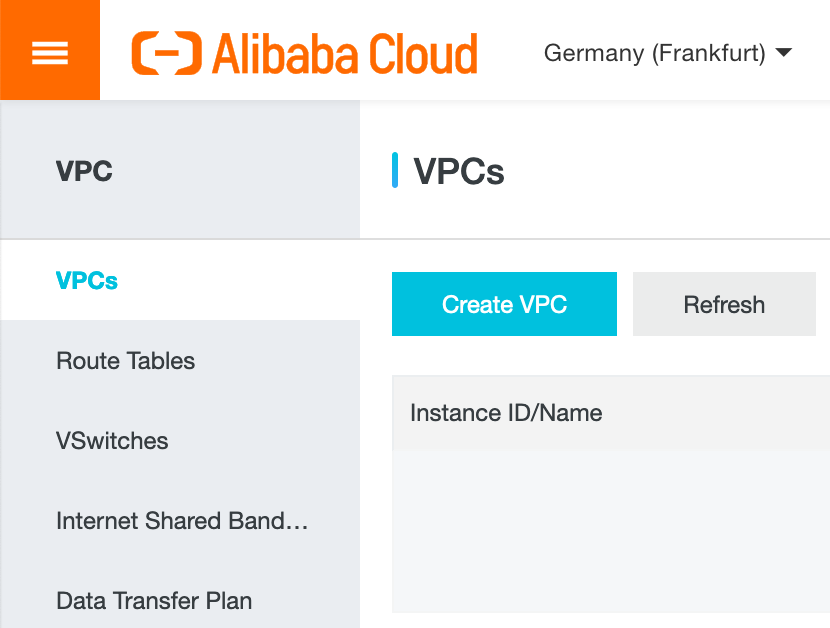 Alibaba Cloud
Germany (Frankfurt)
VPC
VPCs
VPCs
Create VPC
Refresh
Route Tables
Instance ID/Name
VSwitches
Internet Shared Band...
Data Transfer Plan